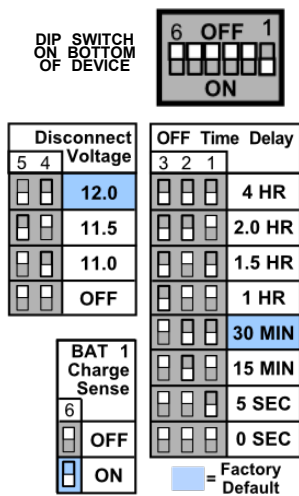 DIP SWITCH
ON BOTTOM
OF DEVICE
6 OFF 1
ON
Disconnect
Voltage
5 4
12.0
11.5
11.0
OFF
OFF Time Delay
3 2 1
4 HR
2.0 HR
1.5 HR
1 HR
30 MIN
15 MIN
5 SEC
0 SEC
BAT 1
Charge
Sense
6
OFF
ON
= Factory
Default